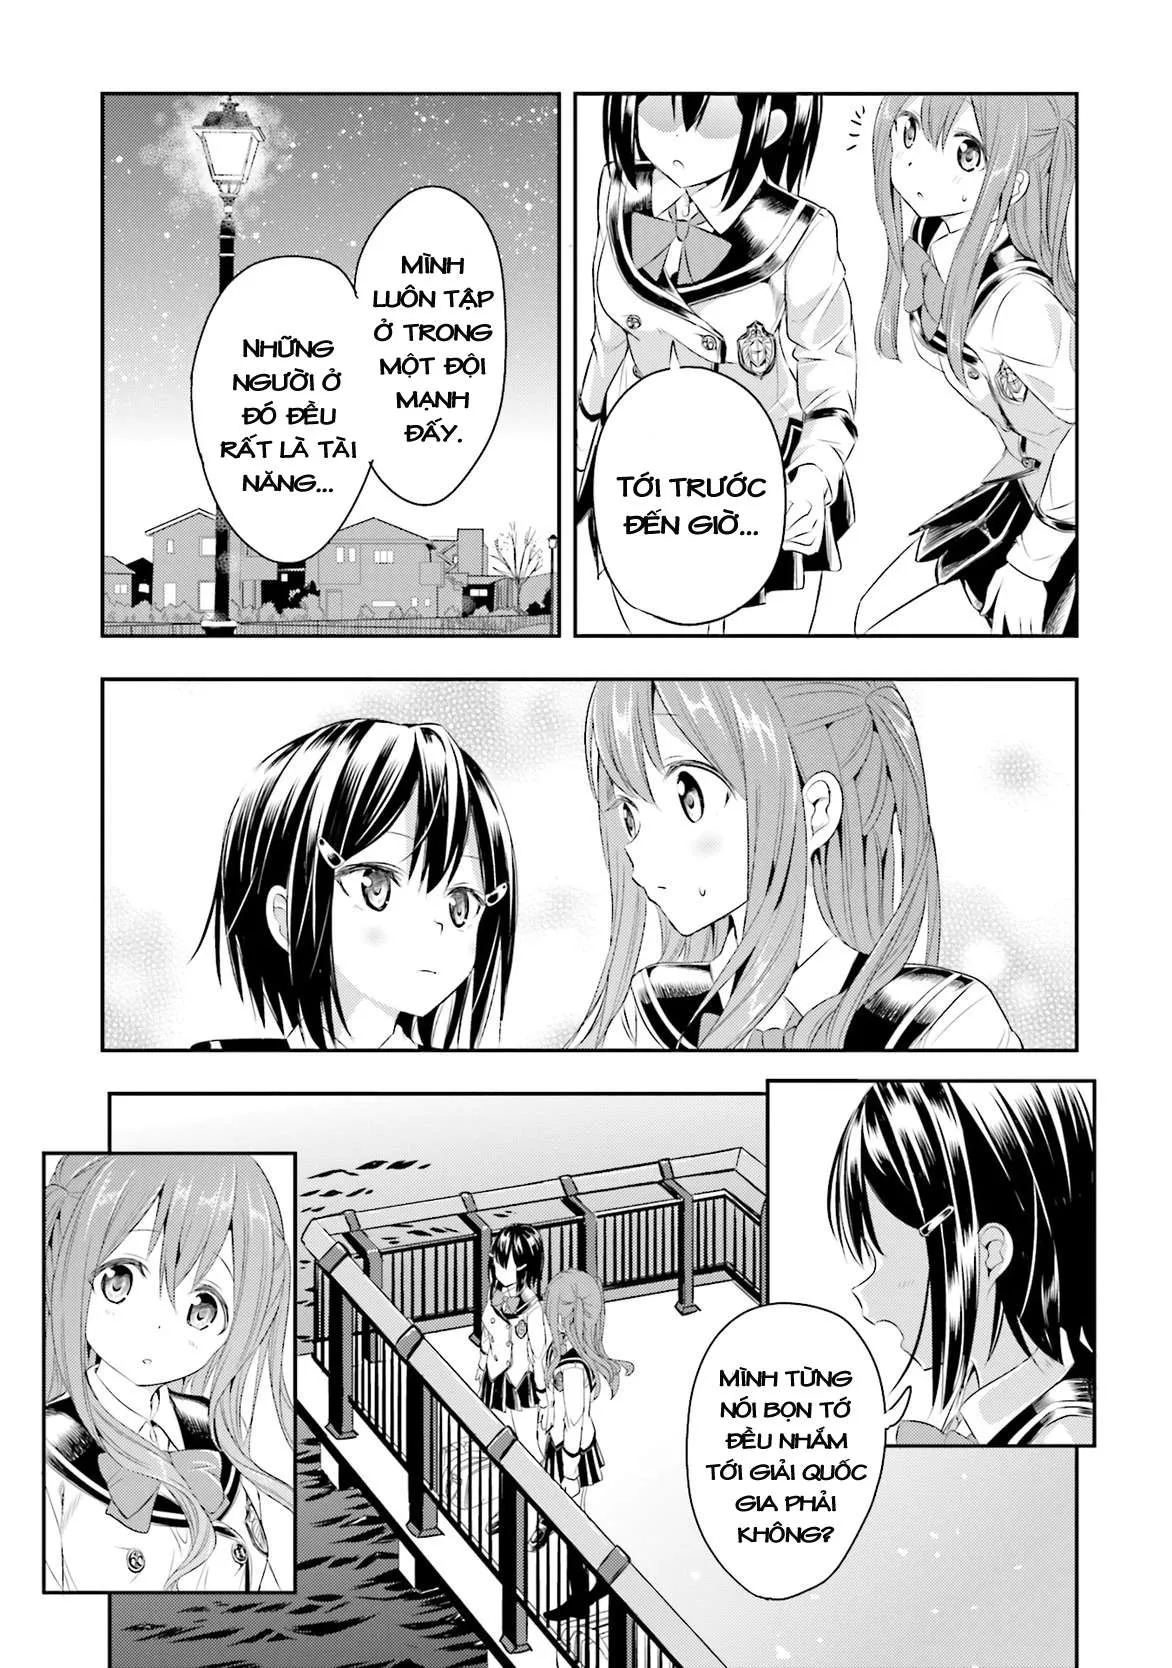 TỚI TRƯỚC
ĐẾN GIỜ...
MÌNH
LUÔN TẬP
Ở TRONG
MỘT ĐỘI
MẠNH
ĐẤY.
NHỮNG
NGƯỜI Ở
ĐÓ ĐỀU
RẤT LÀ TÀI
NĂNG...
MÌNH TỪNG
NÓI BỌN TỚ
ĐỀU NHẮM
TỚI GIẢI QUỐC
GIA PHẢI
KHÔNG?